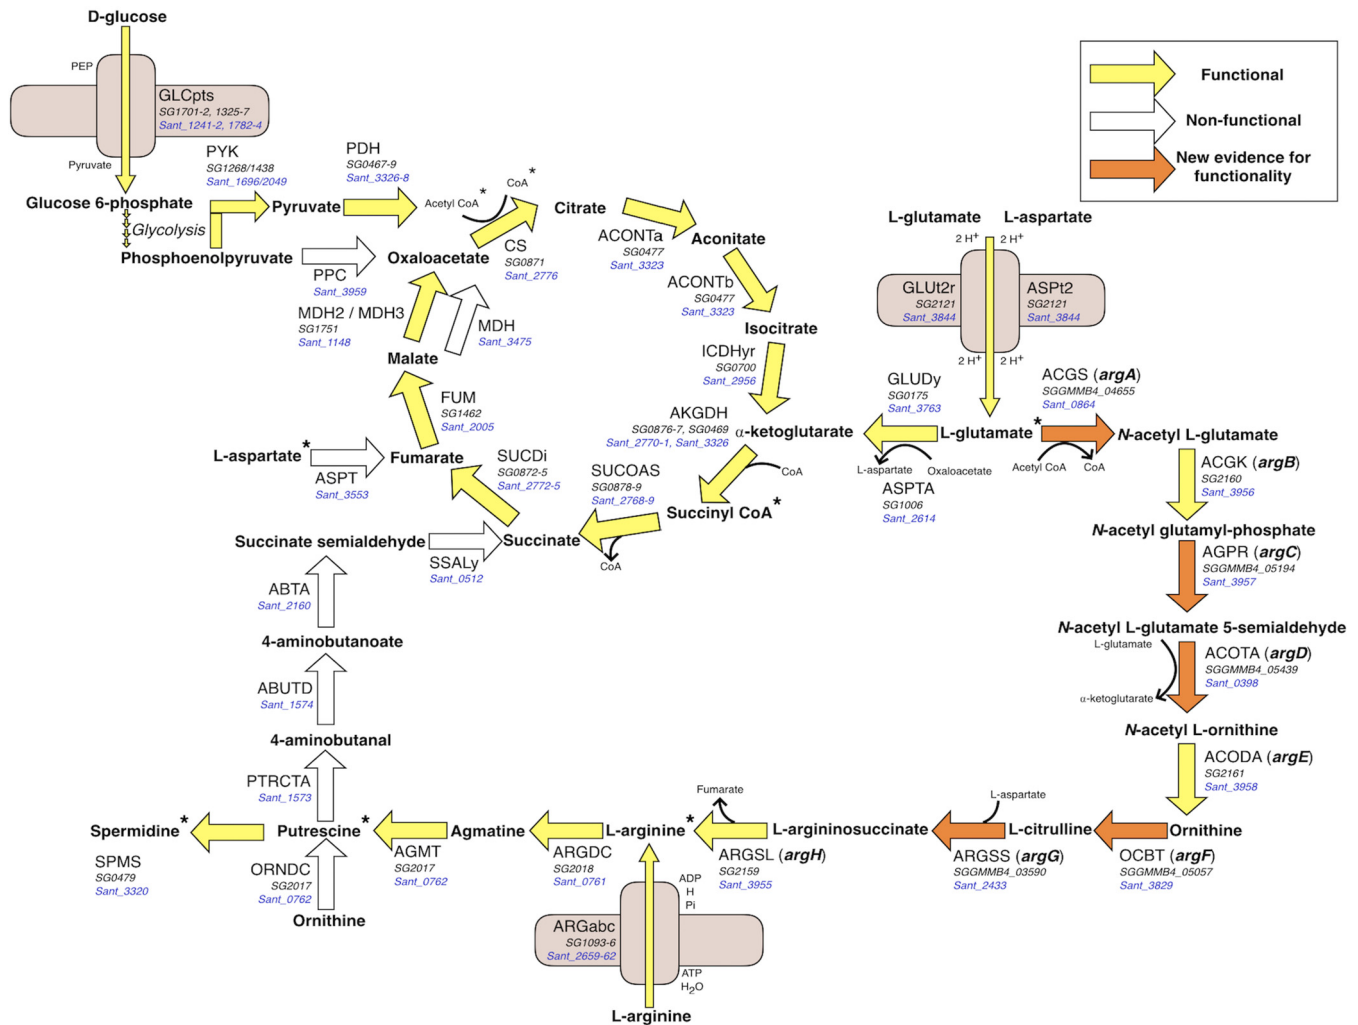 D-glucose
PEP
GLCpts
SG1701-2, 1325-7
Sant_1241-2, 1782-4
Pyruvate
Glucose 6-phosphate
Glycolysis
Phosphoenolpyruvate
PYK
SG1268/1438
Sant_1696/2049
Pyruvate
PDH
SG0467-9
Sant_3326-8
Acetyl CoA*
CoA*
PPC
Sant_3959
Oxaloacetate
CS
SG0871
Sant_2776
Citrate
ACONTa
SG0477
Sant_3323
Aconitate
ACONTb
SG0477
Sant_3323
Isocitrate
ICDHyr
SG0700
Sant_2956
AKGDH
SG0876-7, SG0469
Sant_2770-1, Sant_3326
α-ketoglutarate
CoA
SUCOAS
SG0878-9
Sant_2768-9
Succinyl CoA*
CoA
Succinate
SUCDi
SG0872-5
Sant_2772-5
Fumarate
FUM
SG1462
Sant_2005
Malate
MDH2 / MDH3
SG1751
Sant_1148
MDH
Sant_3475
L-aspartate*
ASPT
Sant_3553
Succinate semialdehyde
SSALy
Sant_0512
ABTA
Sant_2160
4-aminobutanoate
ABUTD
Sant_1574
4-aminobutanal
PTRCTA
Sant_1573
Spermidine*
SPMS
SG0479
Sant_3320
Putrescine*
ORNDC
SG2017
Sant_0762
Ornithine
AGMT
SG2017
Sant_0762
Agmatine
ARGDC
SG2018
Sant_0761
L-arginine*
ADP
H
Pi
ARGabc
SG1093-6
Sant_2659-62
ATP
H2O
L-arginine
Fumarate
ARGSL (argH)
SG2159
Sant_3955
L-argininosuccinate
L-aspartate
ARGSS (argG)
SGGMMB4_03590
Sant_2433
L-citrulline
OCBT (argF)
SGGMMB4_05057
Sant_3829
Ornithine
Functional
Non-functional
New evidence for
functionality
L-glutamate
L-aspartate
2 H+
2 H+
GLUt2r
SG2121
Sant_3844
ASPt2
SG2121
Sant_3844
2 H+
2 H+
GLUDy
SG0175
Sant_3763
L-aspartate
Oxaloacetate
ASPTA
SG1006
Sant_2614
L-glutamate*
ACGS (argA)
SGGMMB4_04655
Sant_0864
Acetyl CoA
CoA
N-acetyl L-glutamate
ACGK (argB)
SG2160
Sant_3956
N-acetyl glutamyl-phosphate
AGPR (argC)
SGGMMB4_05194
Sant_3957
N-acetyl L-glutamate 5-semialdehyde
L-glutamate
α-ketoglutarate
ACOTA (argD)
SGGMMB4_05439
Sant_0398
N-acetyl L-ornithine
ACODA (argE)
SG2161
Sant_3958